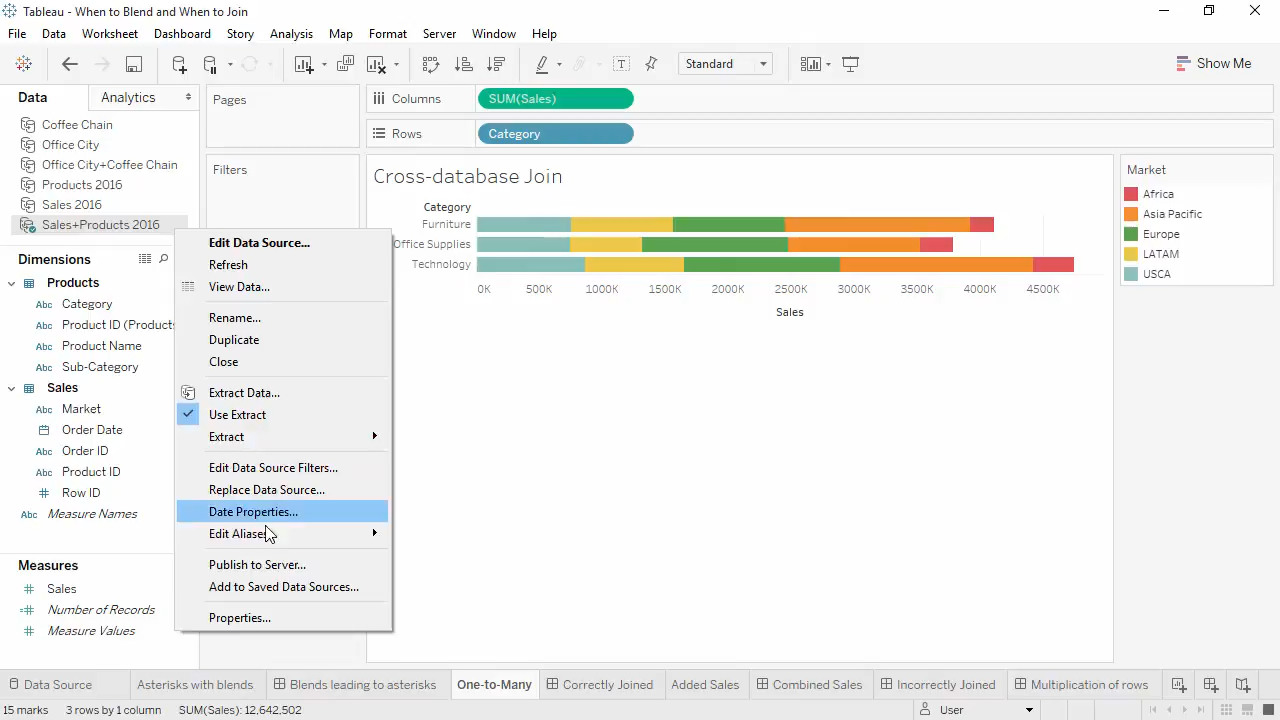 Tableau - When to Blend and When to Join
File Data Worksheet Dashboard Story Analysis Map Format Server Window Help
Standard
Show Me
Data Analytics
Coffee Chain
Office City
Office City+Coffee Chain
Products 2016
Sales 2016
Sales+Products 2016
Dimensions
Products
Abc Category
Abc Product ID (Products
Abc Product Name
Abc Sub-Category
Sales
Abc Market
Order Date
Abc Order ID
Abc Product ID
# Row ID
Abc Measure Names
Measures
# Sales
=# Number of Records
# Measure Values
Edit Data Source...
Refresh
View Data...
Rename...
Duplicate
Close
Extract Data...
Use Extract
Extract
Edit Data Source Filters...
Replace Data Source...
Date Properties...
Edit Aliases
Publish to Server...
Add to Saved Data Sources...
Properties...
Pages
Filters
Columns SUM(Sales)
Rows Category
Cross-database Join
Category
Furniture
Office Supplies
Technology
0K 500K 1000K 1500K 2000K 2500K 3000K 3500K 4000K 4500K
Sales
Market
Africa
Asia Pacific
Europe
LATAM
USCA
Data Source Asterisks with blends Blends leading to asterisks One-to-Many Correctly Joined Added Sales Combined Sales Incorrectly Joined Multiplication of rows
15 marks 3 rows by 1 column SUM(Sales): 12,642,502 User